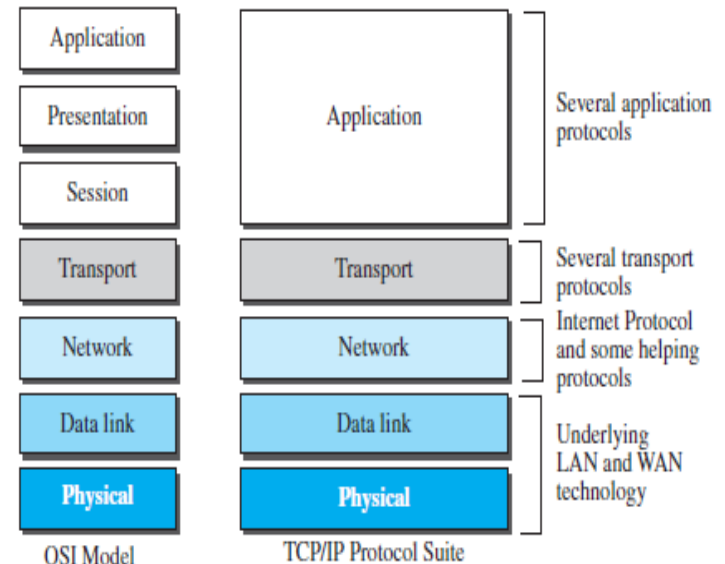 Application
Presentation
Session
Transport
Network
Data link
Physical
OSI Model
Application
Transport
Network
Data link
Physical
TCP/IP Protocol Suite
Several application
protocols
Several transport
protocols
Internet Protocol
and some helping
protocols
Underlying
LAN and WAN
technology